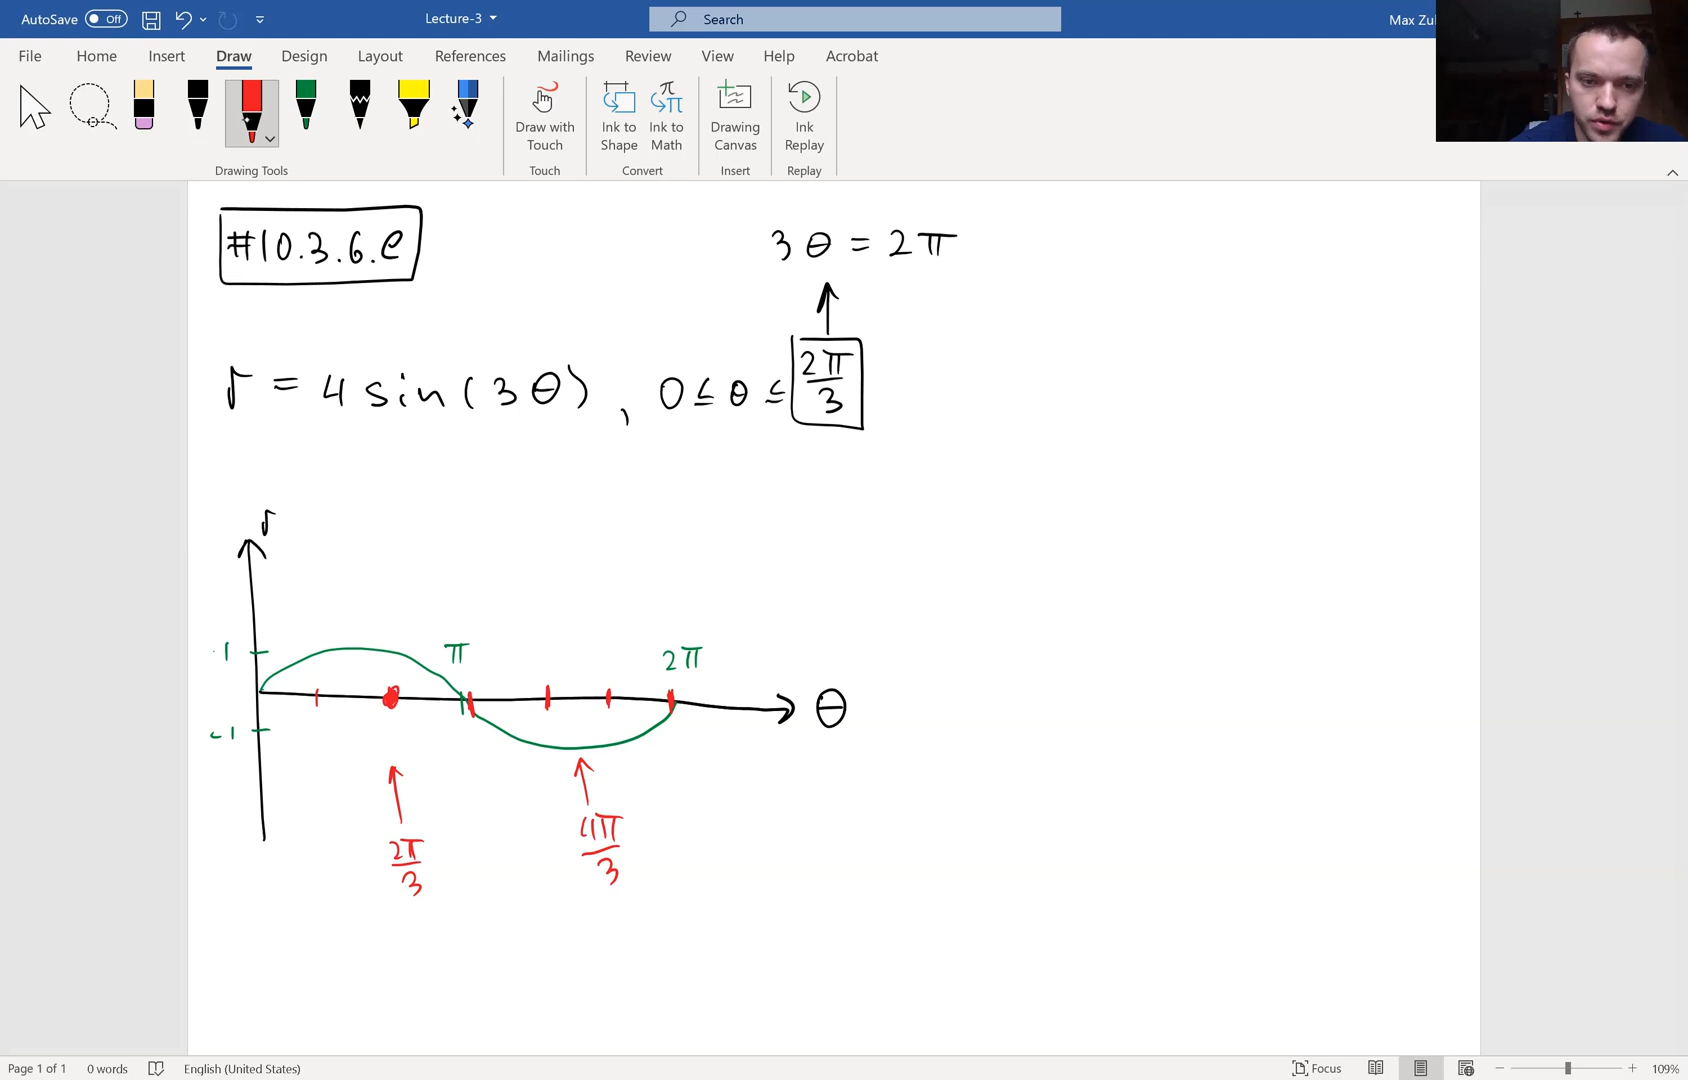 AutoSave Off Lecture-3 Search
File Home Insert Draw Design Layout References Mailings Review View Help Acrobat
Draw with Touch
Ink to Shape
Ink to Math
Drawing Canvas
Ink Replay
Drawing Tools Touch Convert Insert Replay
#10.3.6.e
3θ = 2π
r = 4 sin(3θ), 0 ≤ θ ≤ 2π/3
r
1
π
2π
-1
θ
2π/3
4π/3
Page 1 of 1 0 words English (United States) Focus 109%